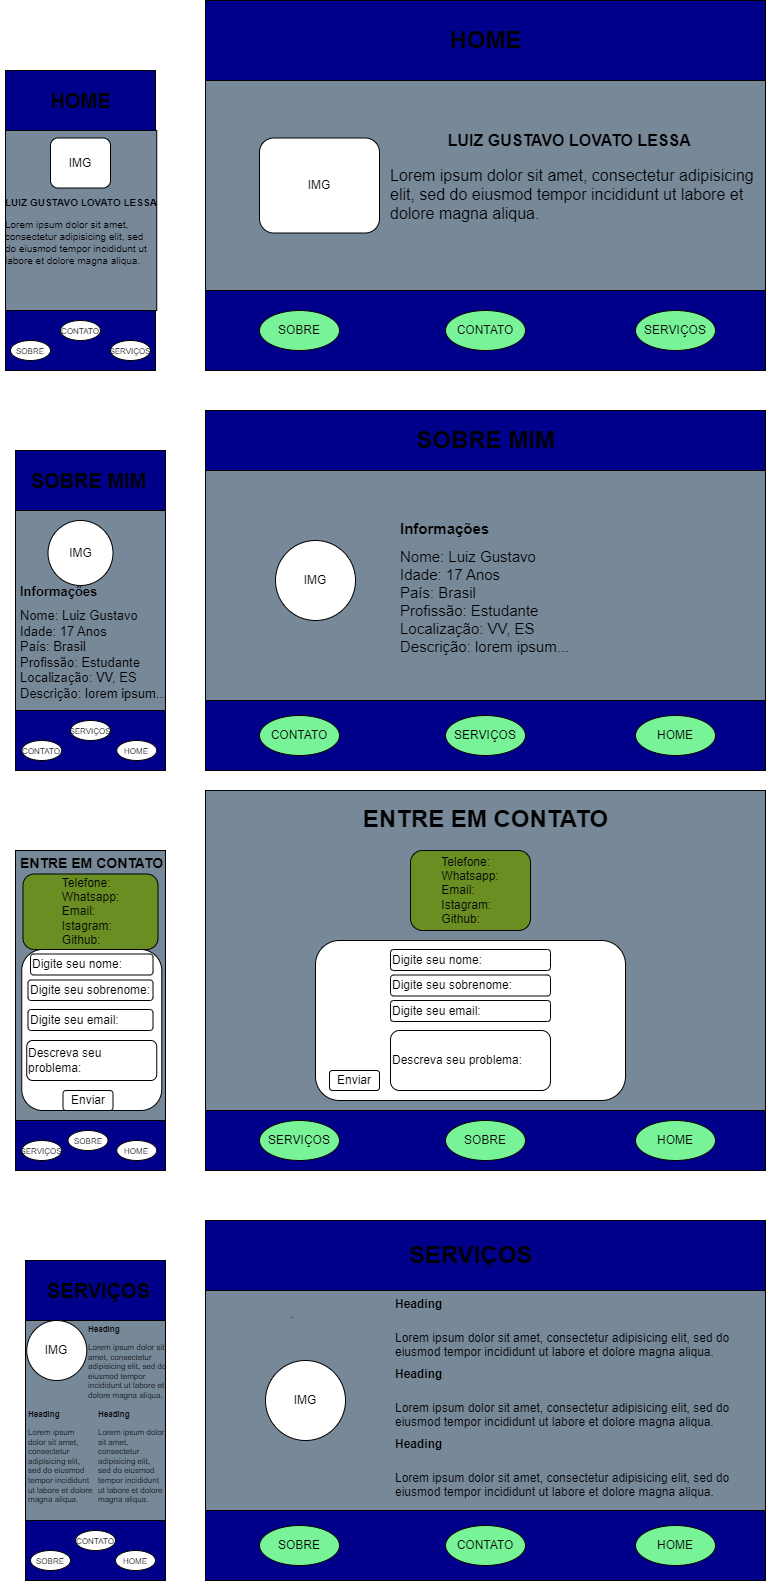 HOME
IMG
LUIZ GUSTAVO LOVATO LESSA
Lorem ipsum dolor sit amet,
consectetur adipisicing elit, sed
do eiusmod tempor incididunt ut
labore et dolore magna aliqua.
CONTATO
SOBRE
SERVIÇOS
HOME
IMG
LUIZ GUSTAVO LOVATO LESSA
Lorem ipsum dolor sit amet, consectetur adipisicing
elit, sed do eiusmod tempor incididunt ut labore et
dolore magna aliqua.
SOBRE
CONTATO
SERVIÇOS
SOBRE MIM
IMG
Informações
Nome: Luiz Gustavo
Idade: 17 Anos
País: Brasil
Profissão: Estudante
Localização: VV, ES
Descrição: lorem ipsum...
SERVIÇOS
CONTATO
HOME
SOBRE MIM
IMG
Informações
Nome: Luiz Gustavo
Idade: 17 Anos
País: Brasil
Profissão: Estudante
Localização: VV, ES
Descrição: lorem ipsum...
CONTATO
SERVIÇOS
HOME
ENTRE EM CONTATO
Telefone:
Whatsapp:
Email:
Istagram:
Github:
Digite seu nome:
Digite seu sobrenome:
Digite seu email:
Descreva seu
problema:
Enviar
SOBRE
SERVIÇOS
HOME
ENTRE EM CONTATO
Telefone:
Whatsapp:
Email:
Istagram:
Github:
Digite seu nome:
Digite seu sobrenome:
Digite seu email:
Descreva seu problema:
Enviar
SERVIÇOS
SOBRE
HOME
SERVIÇOS
IMG
Heading
Lorem ipsum dolor sit
amet, consectetur
adipisicing elit, sed do
eiusmod tempor
incididunt ut labore et
dolore magna aliqua.
Heading
Lorem ipsum
dolor sit amet,
consectetur
adipisicing elit,
sed do eiusmod
tempor incididunt
ut labore et dolore
magna aliqua.
Heading
Lorem ipsum dolor
sit amet,
consectetur
adipisicing elit,
sed do eiusmod
tempor incididunt
ut labore et dolore
magna aliqua.
CONTATO
SOBRE
HOME
SERVIÇOS
.
IMG
Heading
Lorem ipsum dolor sit amet, consectetur adipisicing elit, sed do
eiusmod tempor incididunt ut labore et dolore magna aliqua.
Heading
Lorem ipsum dolor sit amet, consectetur adipisicing elit, sed do
eiusmod tempor incididunt ut labore et dolore magna aliqua.
Heading
Lorem ipsum dolor sit amet, consectetur adipisicing elit, sed do
eiusmod tempor incididunt ut labore et dolore magna aliqua.
SOBRE
CONTATO
HOME